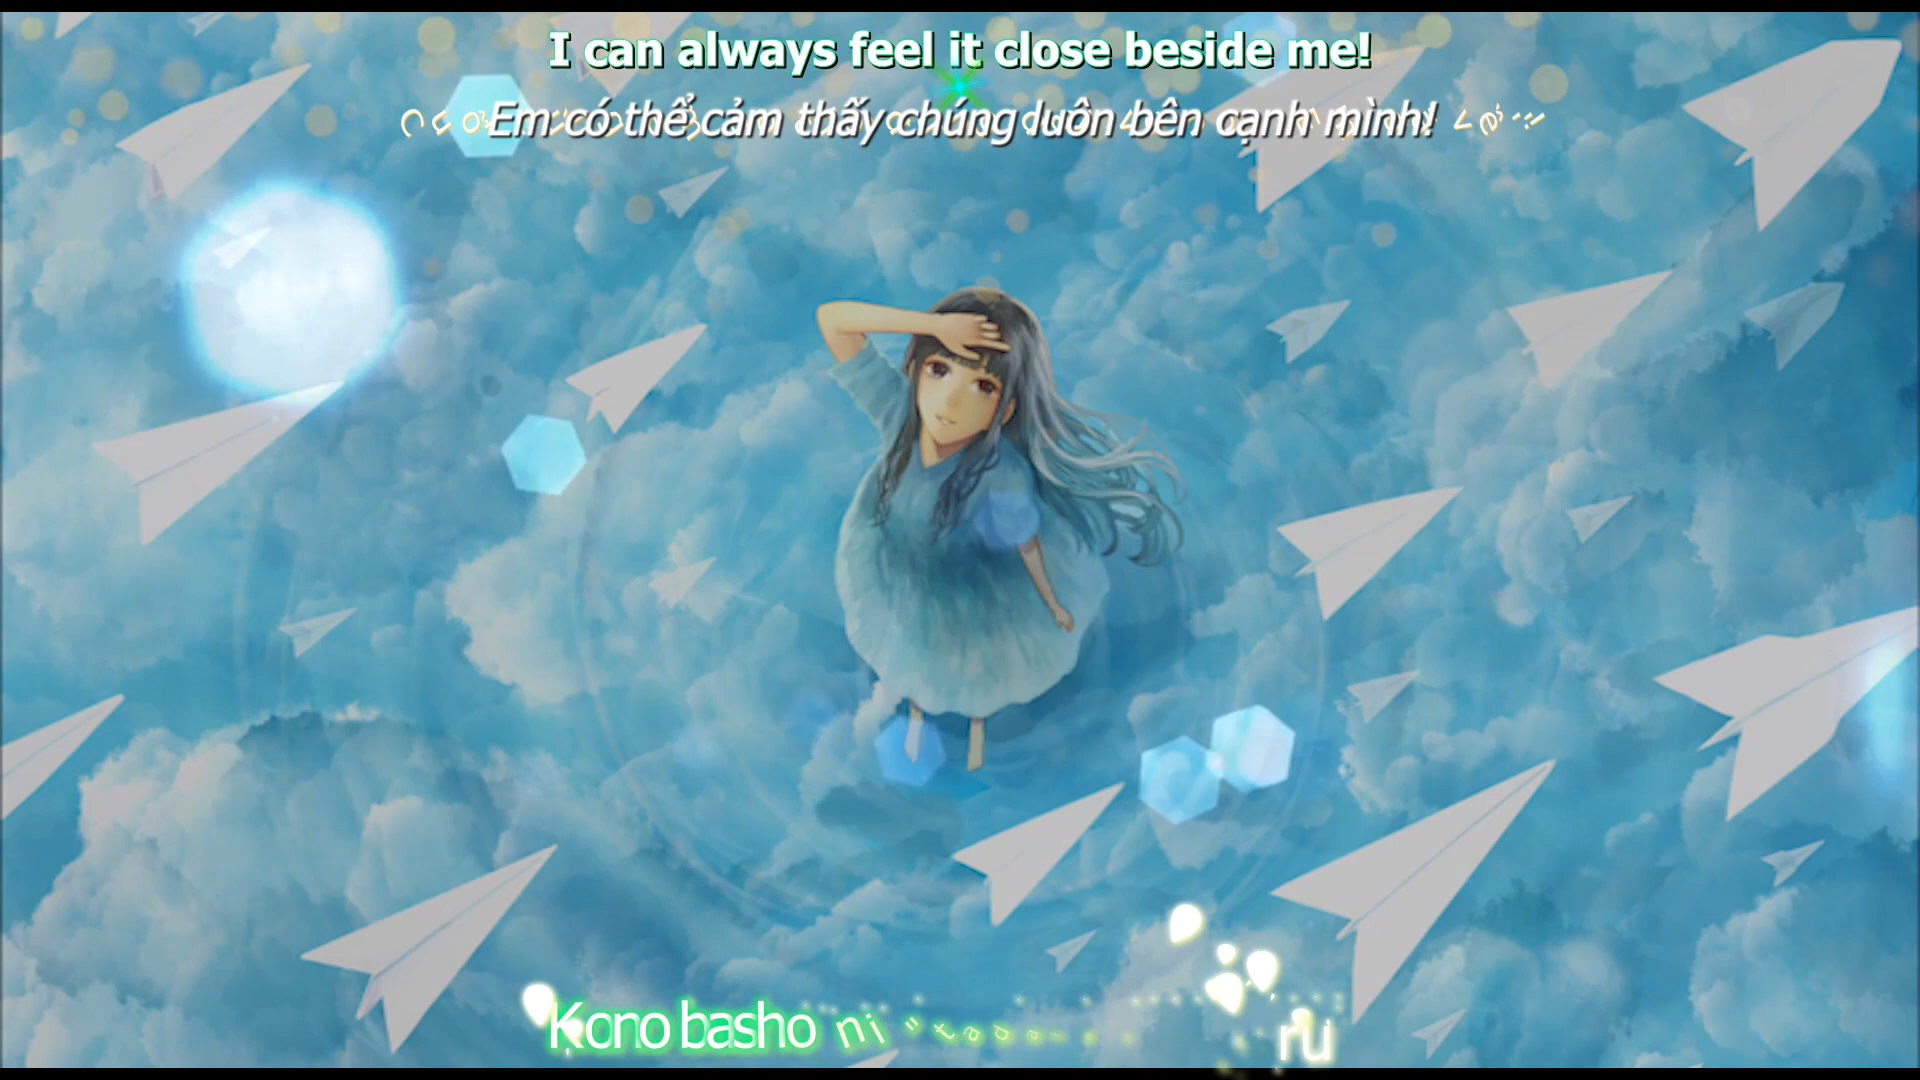 I can always feel it close beside me!
Em có thể cảm thấy chúng luôn bên cạnh mình!
Kono basho ni "tada ru